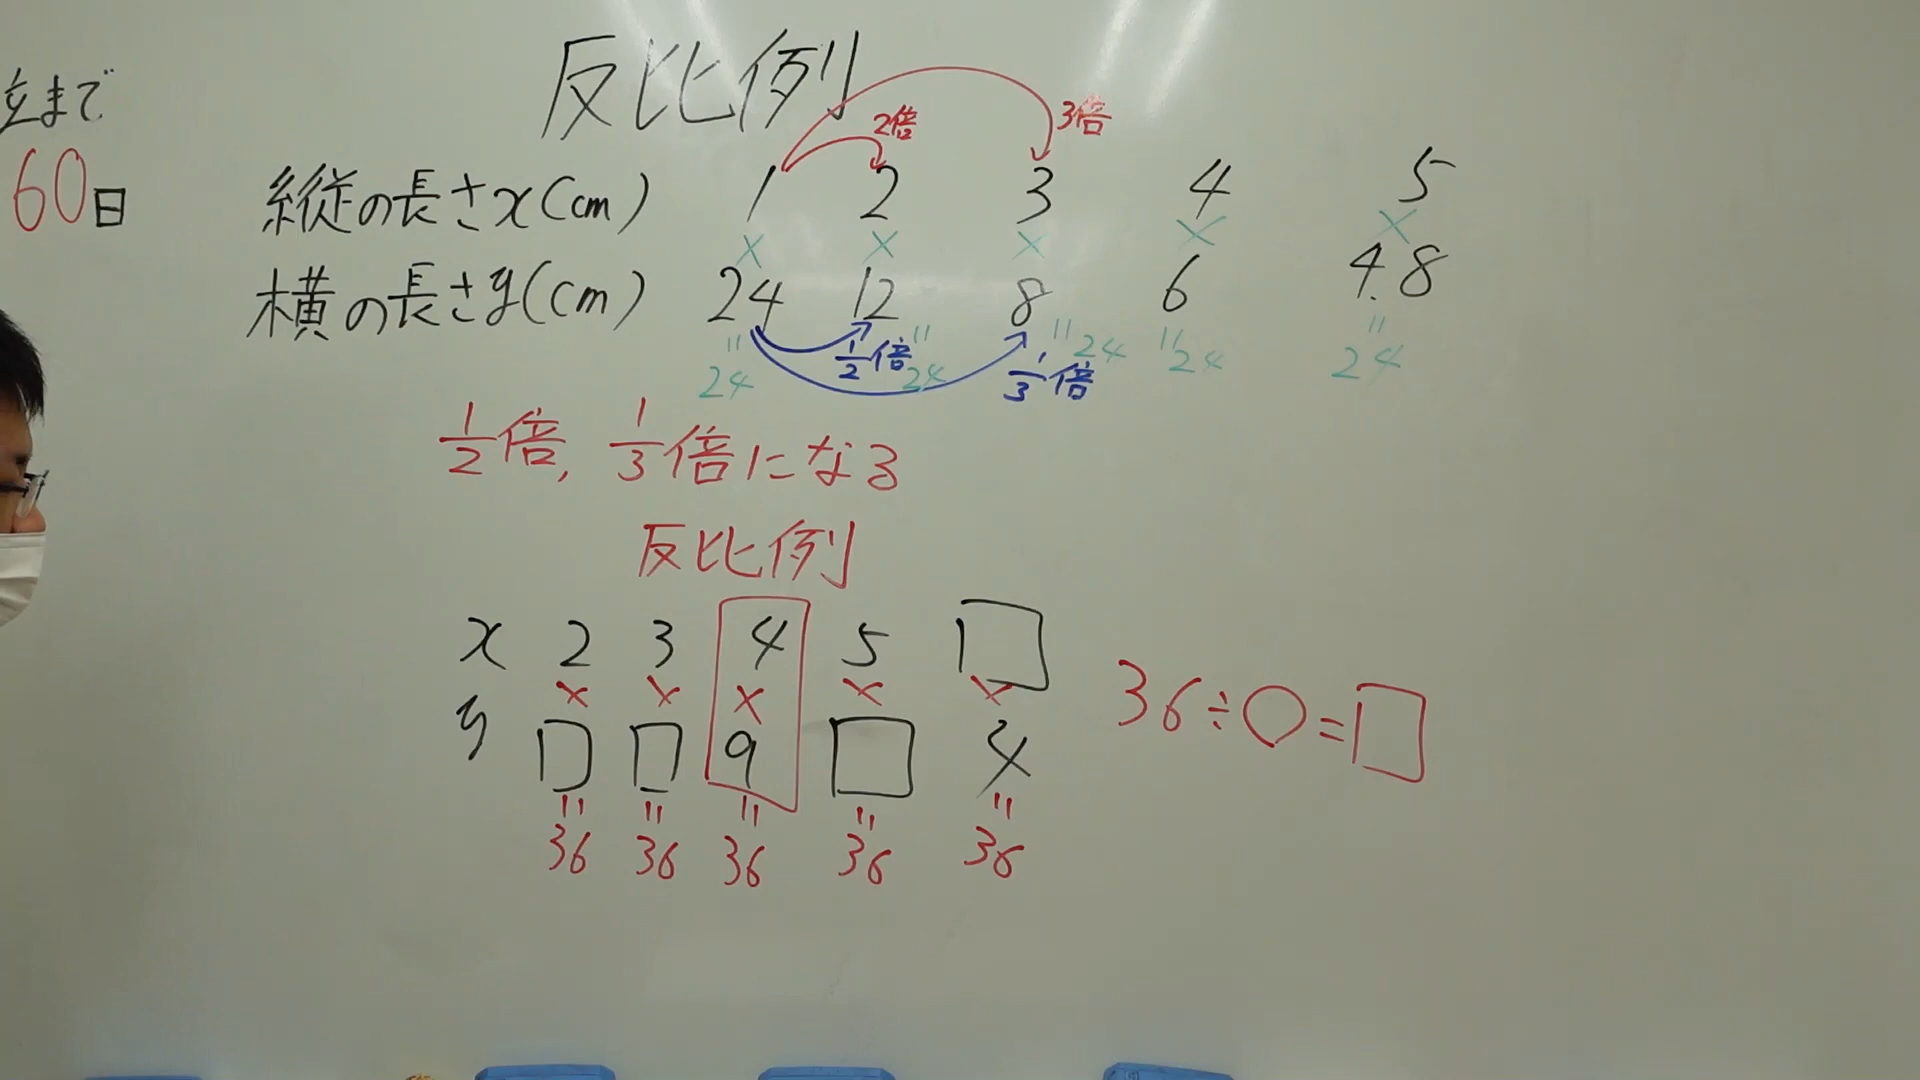 立まで
60日
反比例
2倍 3倍
縦の長さx(cm) 1 2 3 4 5
× × × × ×
横の長さy(cm) 24 12 8 6 4.8
" " " " "
24 1/2倍 24 1/3倍 24 24 24
1/2倍, 1/3倍になる
反比例
x 2 3 4 5 □
× × × × ×
y □ □ 9 □ 4
" " " " "
36 36 36 36 36
36÷○=□